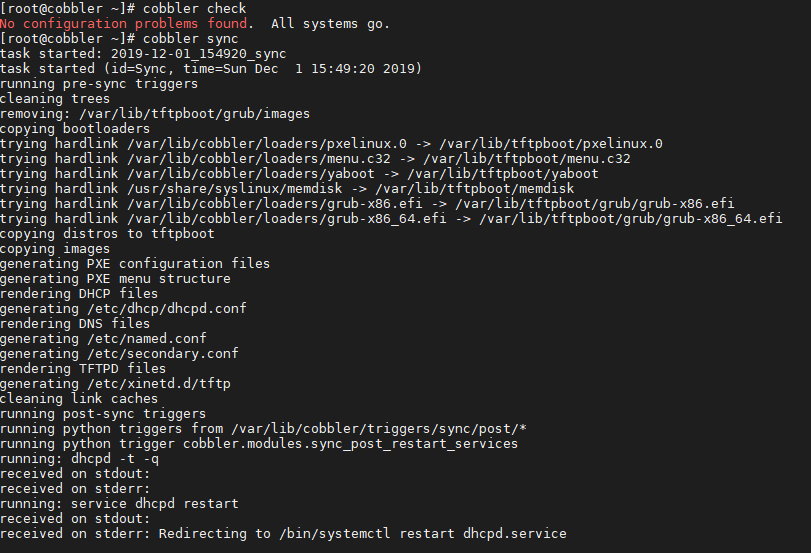 [root@cobbler ~]# cobbler check
No configuration problems found.  All systems go.
[root@cobbler ~]# cobbler sync
task started: 2019-12-01_154920_sync
task started (id=Sync, time=Sun Dec  1 15:49:20 2019)
running pre-sync triggers
cleaning trees
removing: /var/lib/tftpboot/grub/images
copying bootloaders
trying hardlink /var/lib/cobbler/loaders/pxelinux.0 -> /var/lib/tftpboot/pxelinux.0
trying hardlink /var/lib/cobbler/loaders/menu.c32 -> /var/lib/tftpboot/menu.c32
trying hardlink /var/lib/cobbler/loaders/yaboot -> /var/lib/tftpboot/yaboot
trying hardlink /usr/share/syslinux/memdisk -> /var/lib/tftpboot/memdisk
trying hardlink /var/lib/cobbler/loaders/grub-x86.efi -> /var/lib/tftpboot/grub/grub-x86.efi
trying hardlink /var/lib/cobbler/loaders/grub-x86_64.efi -> /var/lib/tftpboot/grub/grub-x86_64.efi
copying distros to tftpboot
copying images
generating PXE configuration files
generating PXE menu structure
rendering DHCP files
generating /etc/dhcp/dhcpd.conf
rendering DNS files
generating /etc/named.conf
generating /etc/secondary.conf
rendering TFTPD files
generating /etc/xinetd.d/tftp
cleaning link caches
running post-sync triggers
running python triggers from /var/lib/cobbler/triggers/sync/post/*
running python trigger cobbler.modules.sync_post_restart_services
running: dhcpd -t -q
received on stdout:
received on stderr:
running: service dhcpd restart
received on stdout:
received on stderr: Redirecting to /bin/systemctl restart dhcpd.service